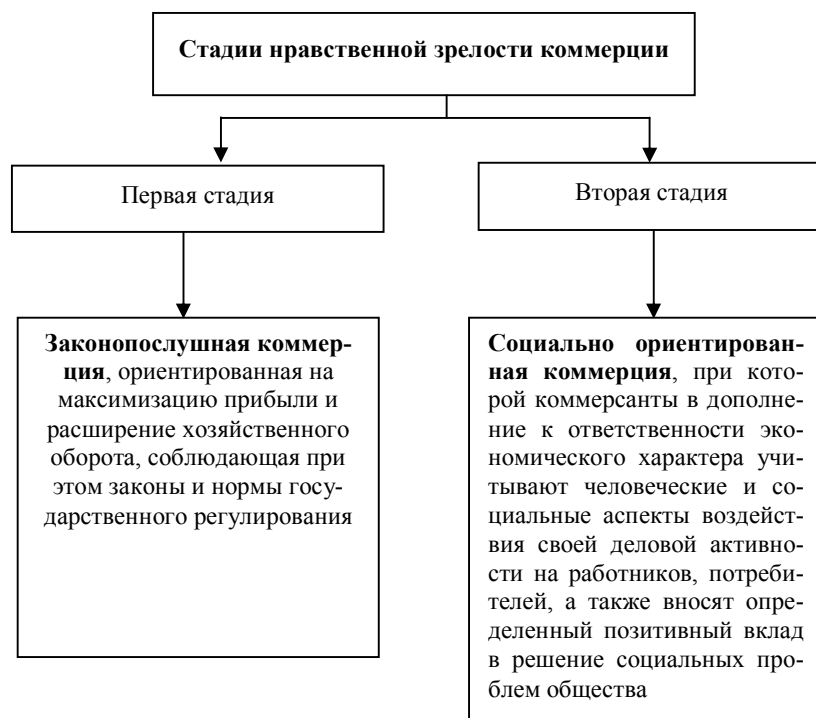 Стадии нравственной зрелости коммерции
Первая стадия
Вторая стадия
Законопослушная коммер-
ция, ориентированная на
максимизацию прибыли и
расширение хозяйственного
оборота, соблюдающая при
этом законы и нормы госу-
дарственного регулирования
Социально ориентирован-
ная коммерция, при кото-
рой коммерсанты в дополне-
ние к ответственности эко-
номического характера учи-
тывают человеческие и со-
циальные аспекты воздейст-
вия своей деловой активно-
сти на работников, потреби-
телей, а также вносят опре-
деленный позитивный вклад
в решение социальных про-
блем общества